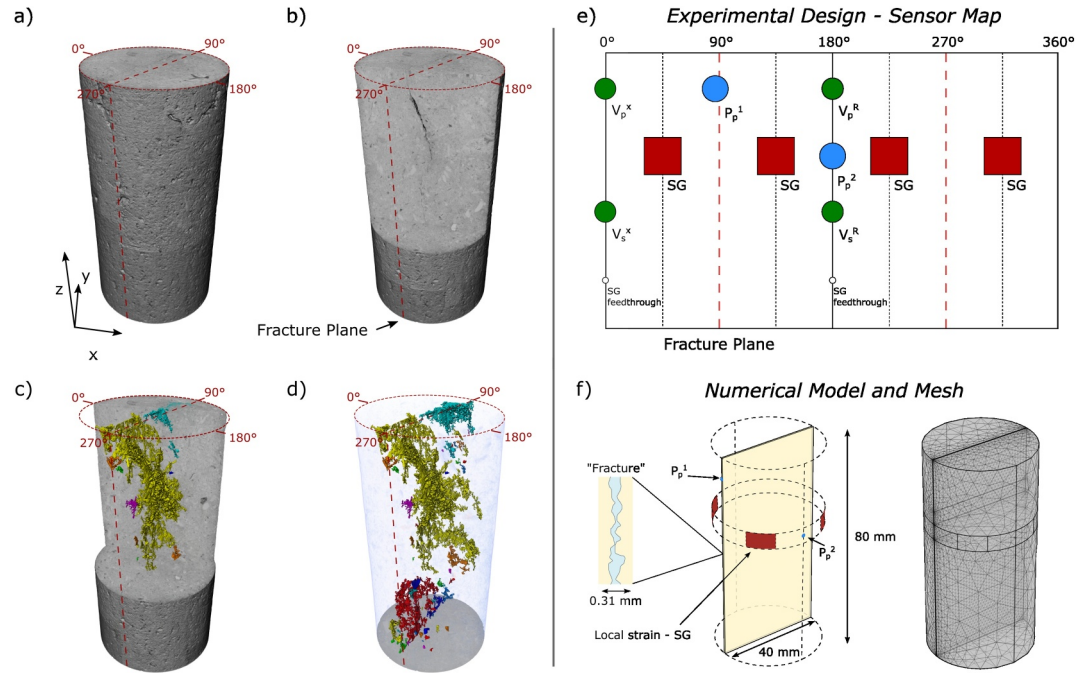 a)
0°
90°
180°
270°
z
y
x
b)
0°
90°
180°
270°
Fracture Plane
c)
0°
90°
180°
270°
d)
0°
90°
180°
270°
e)
Experimental Design - Sensor Map
0° 90° 180° 270° 360°
Vpˣ
Pp¹
Vpᴿ
SG
SG
Pp²
SG
SG
Vsˣ
Vsᴿ
SG
feedthrough
SG
feedthrough
Fracture Plane
f)
Numerical Model and Mesh
"Fracture"
0.31 mm
Pp¹
Pp²
80 mm
Local strain - SG
40 mm